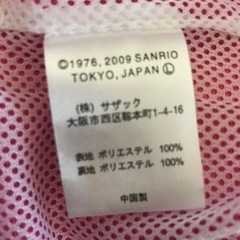 ©1976, 2009 SANRIO
TOKYO, JAPAN Ⓛ
(株) サザック
大阪市西区靱本町1-4-16
表地 ポリエステル 100%
裏地 ポリエステル 100%
中国製